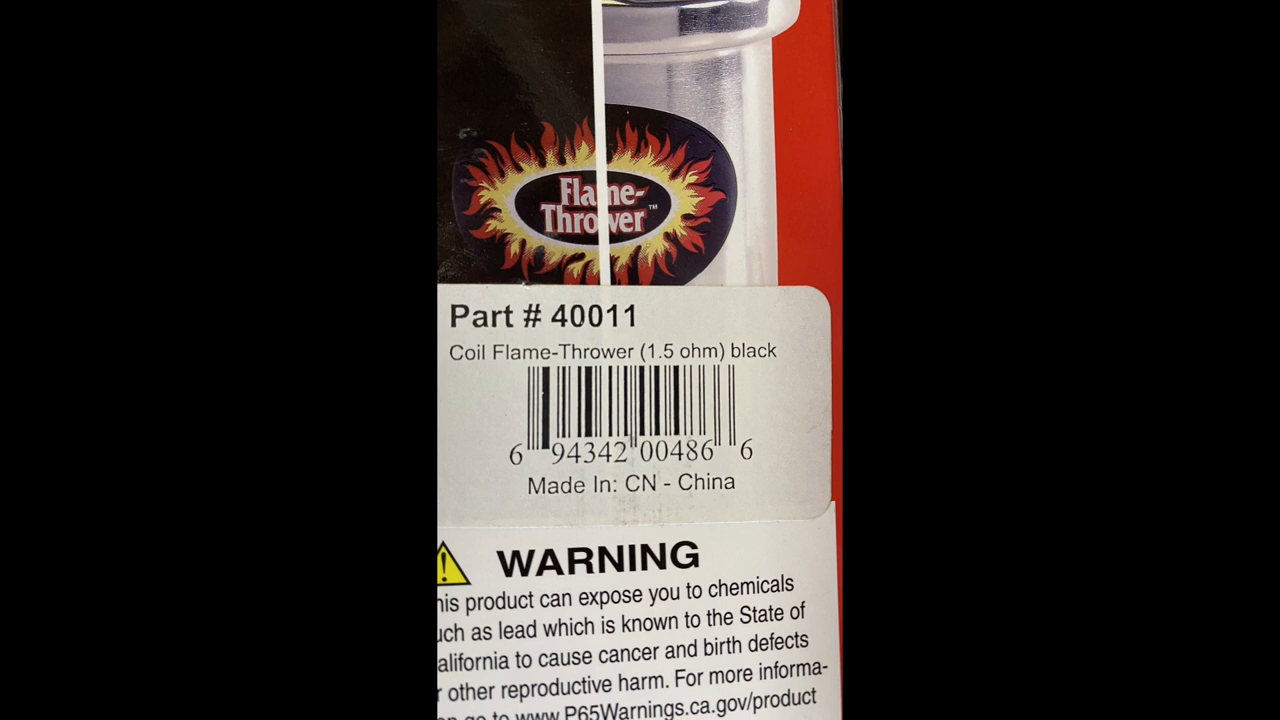 Flame-
Thrower™
Part # 40011
Coil Flame-Thrower (1.5 ohm) black
6 94342 00486 6
Made In: CN - China
WARNING
his product can expose you to chemicals
uch as lead which is known to the State of
alifornia to cause cancer and birth defects
r other reproductive harm. For more informa-
on go to www.P65Warnings.ca.gov/product